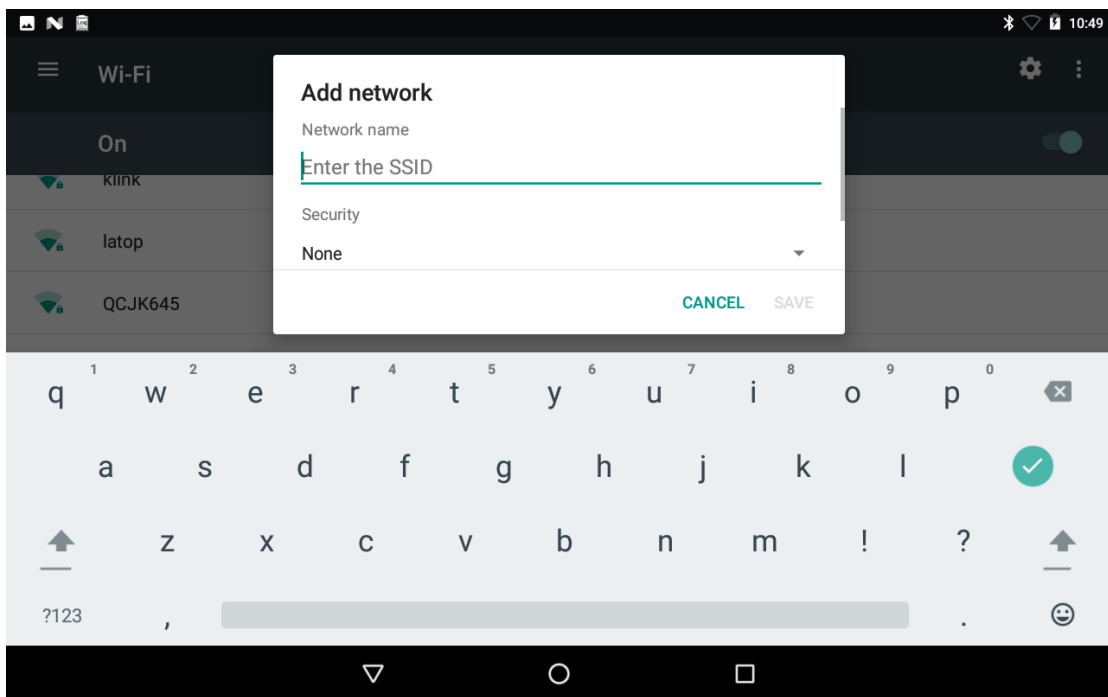 10:49
Wi-Fi
On
klink
latop
QCJK645
Add network
Network name
Enter the SSID
Security
None
CANCEL SAVE
1 2 3 4 5 6 7 8 9 0
q w e r t y u i o p
a s d f g h j k l
z x c v b n m ! ?
?123 , .